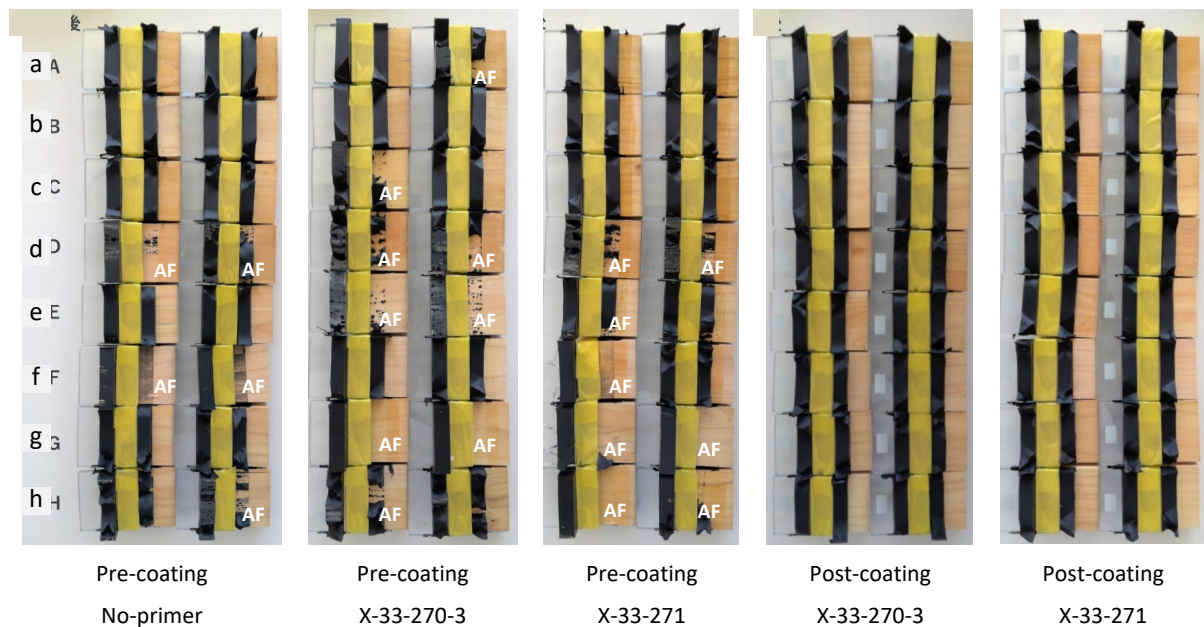 後
a A AF
b B
c C AF
d D AF AF AF AF AF AF
e E AF AF AF
f F AF AF AF
g G AF AF AF AF
h H AF AF AF
Pre-coating Pre-coating Pre-coating Post-coating Post-coating
No-primer X-33-270-3 X-33-271 X-33-270-3 X-33-271